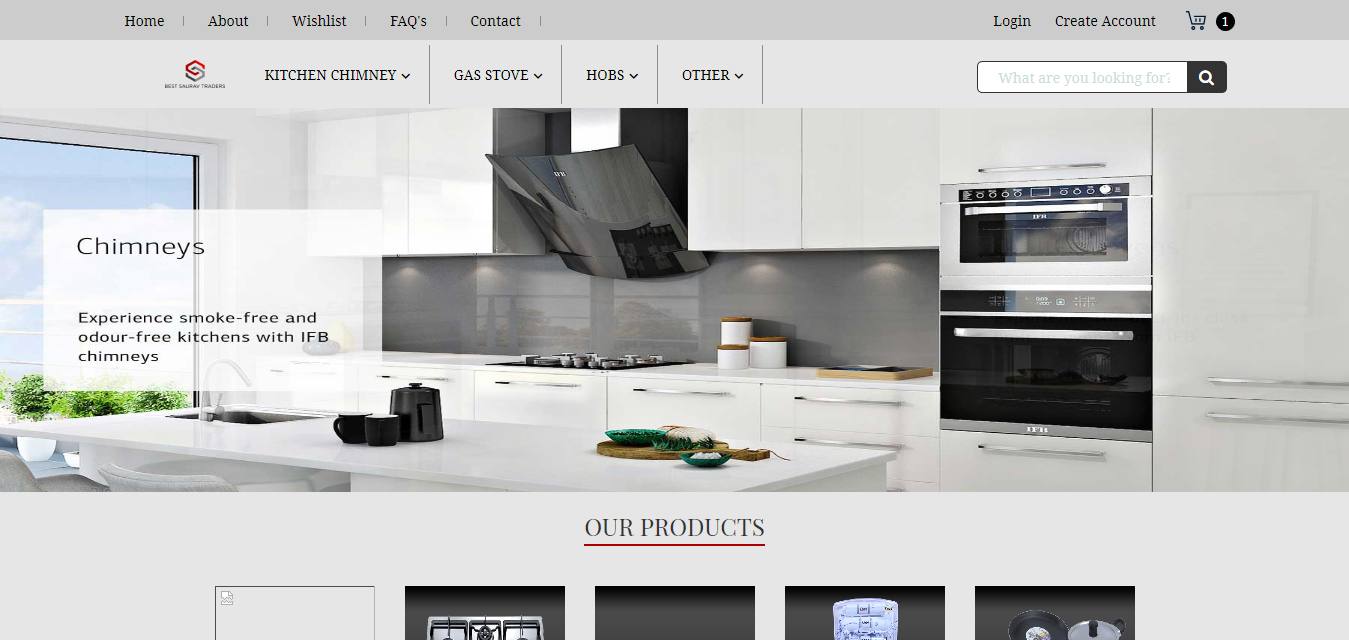 Home
About
Wishlist
FAQ's
Contact
Login
Create Account
1
BEST SAURAV TRADERS
KITCHEN CHIMNEY
GAS STOVE
HOBS
OTHER
What are you looking for?
IFB
IFB
IFB
Chimneys
Experience smoke-free and
odour-free kitchens with IFB
chimneys
OUR PRODUCTS